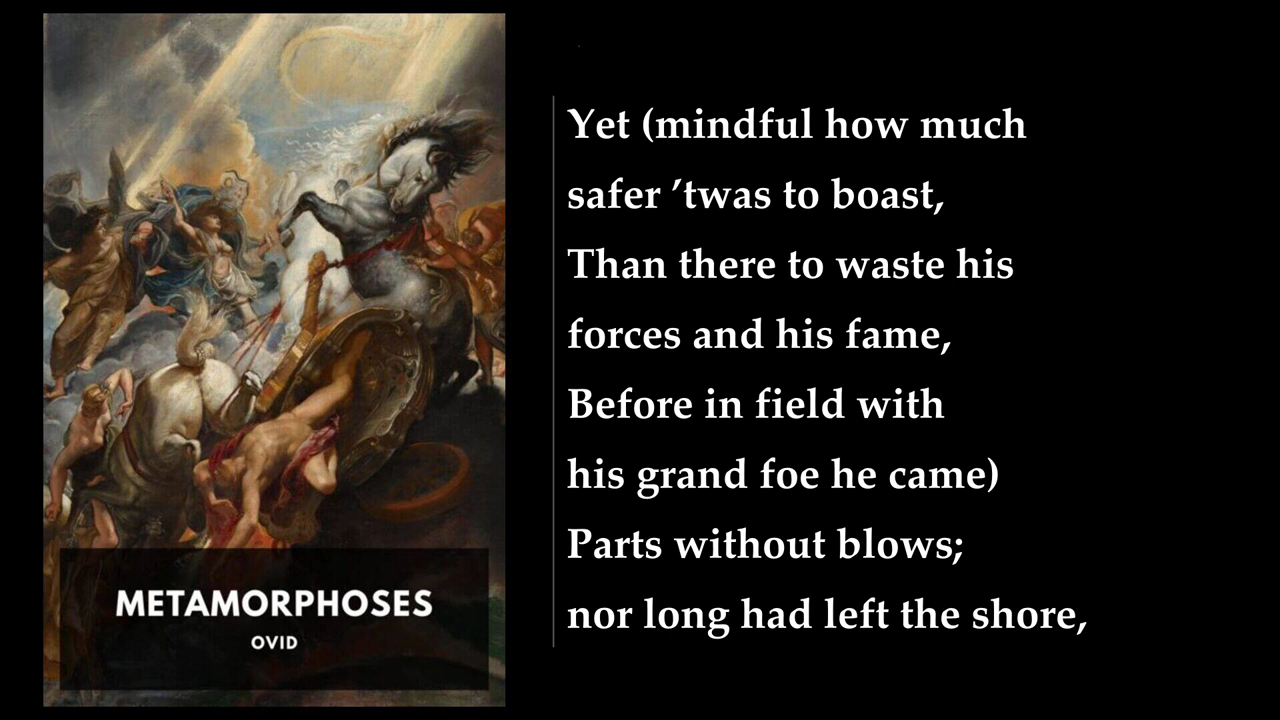 METAMORPHOSES
OVID
Yet (mindful how much
safer ’twas to boast,
Than there to waste his
forces and his fame,
Before in field with
his grand foe he came)
Parts without blows;
nor long had left the shore,